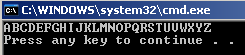 C:\WINDOWS\system32\cmd.exe
ABCDEFGHIJKLMNOPQRSTUVWXYZ
Press any key to continue . .